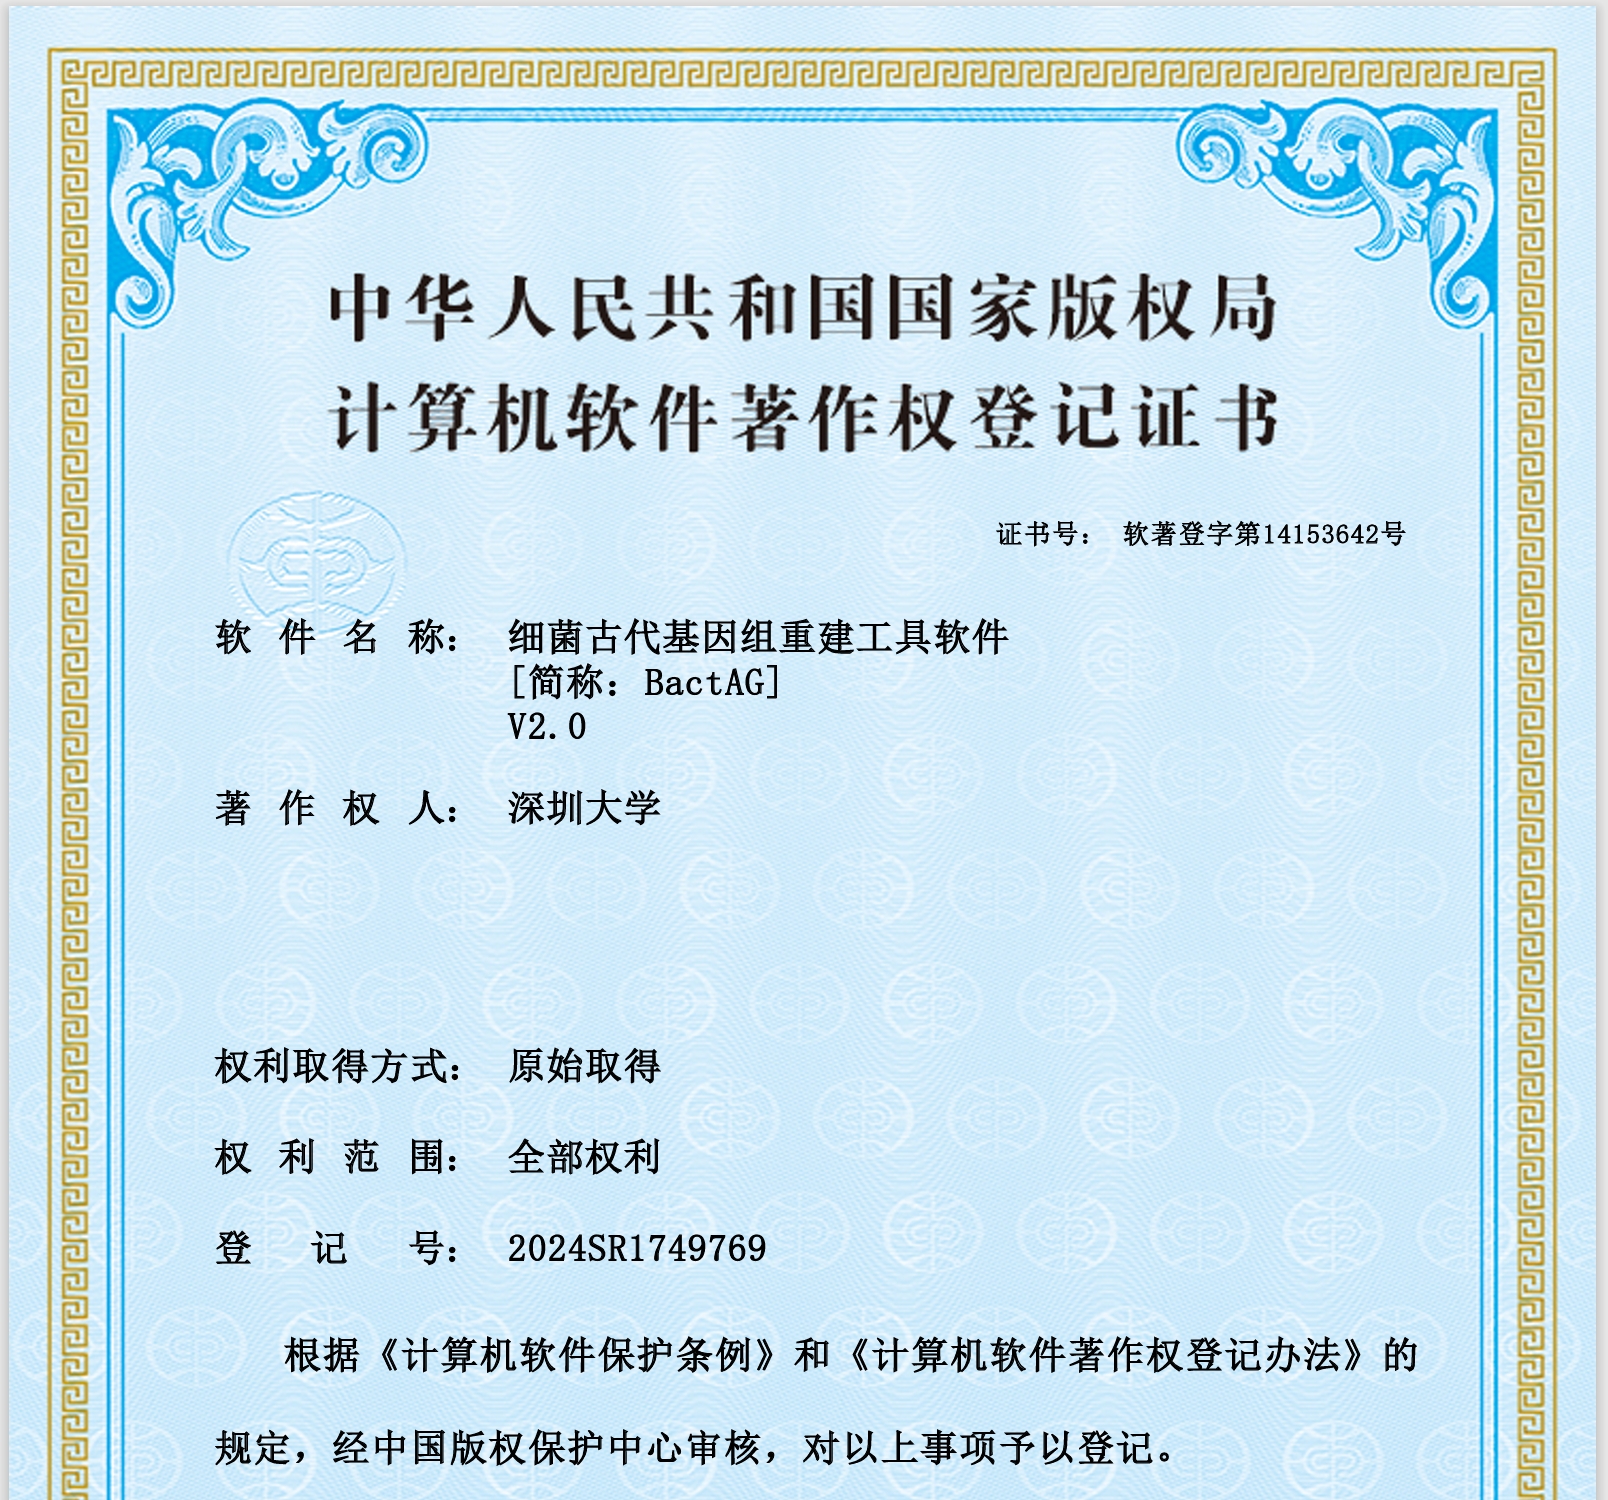 中华人民共和国国家版权局
计算机软件著作权登记证书
证书号： 软著登字第14153642号
软件名称： 细菌古代基因组重建工具软件
[简称：BactAG]
V2.0
著作权人： 深圳大学
权利取得方式： 原始取得
权利范围： 全部权利
登记号： 2024SR1749769
根据《计算机软件保护条例》和《计算机软件著作权登记办法》的
规定，经中国版权保护中心审核，对以上事项予以登记。